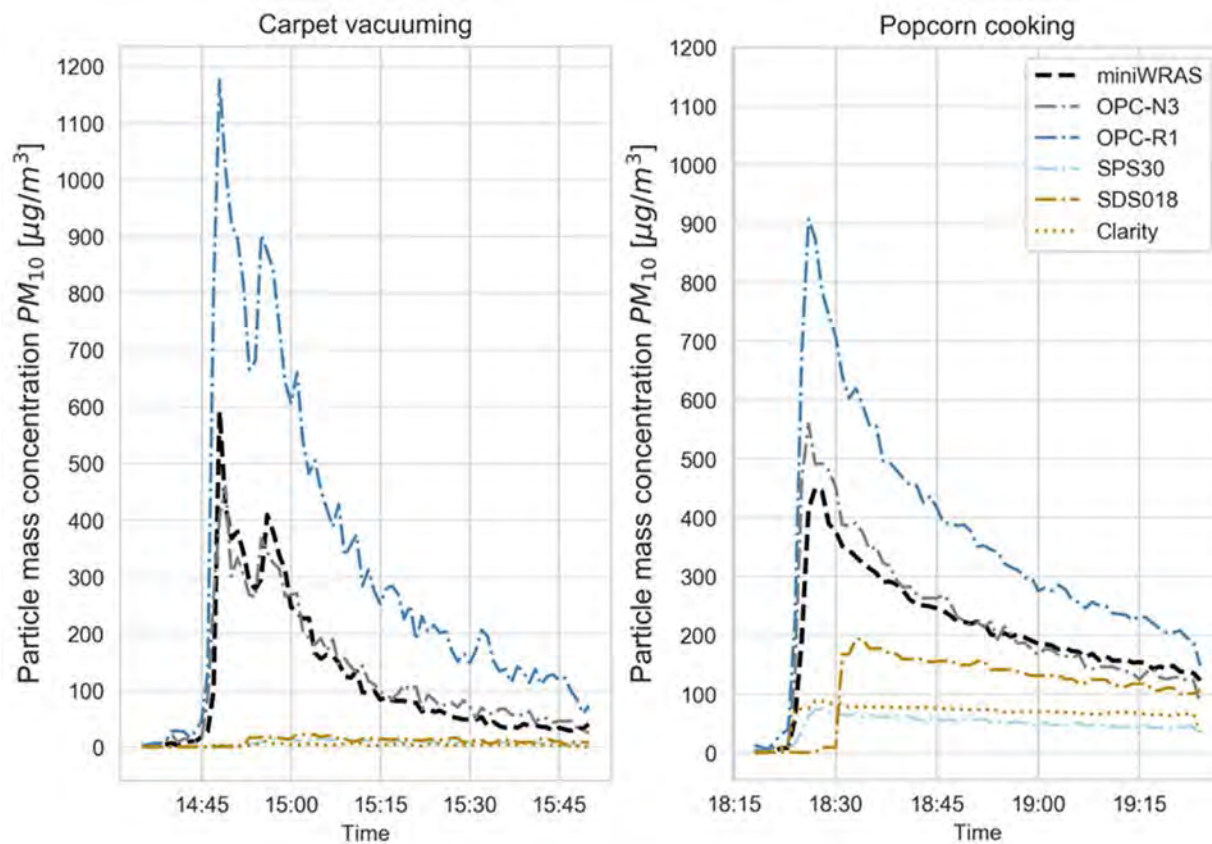 Carpet vacuuming
Particle mass concentration PM10 [μg/m3]
1200
1100
1000
900
800
700
600
500
400
300
200
100
0
14:45 15:00 15:15 15:30 15:45
Time
Popcorn cooking
Particle mass concentration PM10 [μg/m3]
1200
1100
1000
900
800
700
600
500
400
300
200
100
0
18:15 18:30 18:45 19:00 19:15
Time
miniWRAS
OPC-N3
OPC-R1
SPS30
SDS018
Clarity